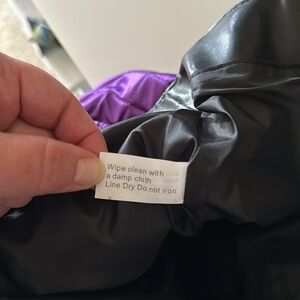 Wipe clean with
a damp cloth
Line Dry Do not iron